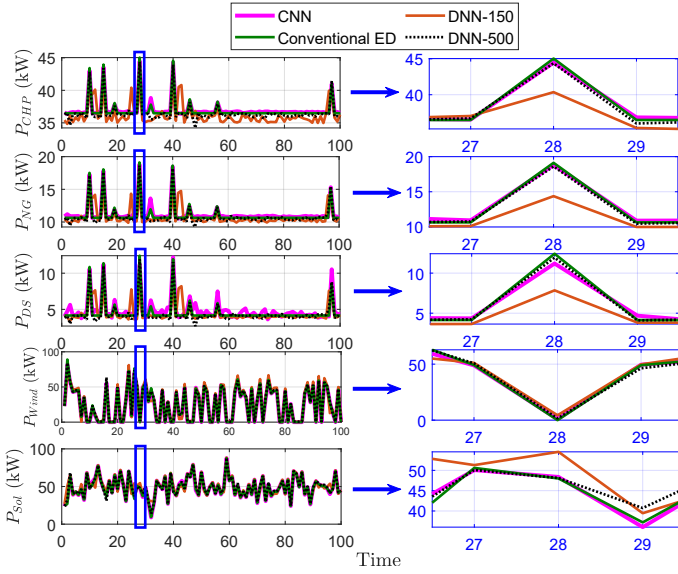 CNN DNN-150
Conventional ED DNN-500
P_CHP (kW)
45
40
35
0 20 40 60 80 100
45
40
27 28 29
P_NG (kW)
20
15
10
0 20 40 60 80 100
20
15
10
27 28 29
P_DS (kW)
10
5
0 20 40 60 80 100
10
5
27 28 29
P_Wind (kW)
100
50
0
0 20 40 60 80 100
50
0
27 28 29
P_Sol (kW)
100
50
0
0 20 40 60 80 100
50
45
40
27 28 29
Time